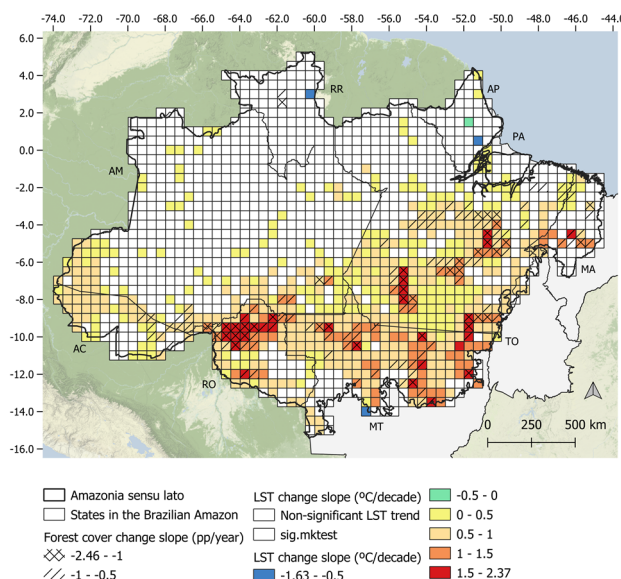 -74.0 -72.0 -70.0 -68.0 -66.0 -64.0 -62.0 -60.0 -58.0 -56.0 -54.0 -52.0 -50.0 -48.0 -46.0 -44.0
6.0
4.0
2.0
0.0
-2.0
-4.0
-6.0
-8.0
-10.0
-12.0
-14.0
-16.0
RR
AP
PA
AM
MA
AC
TO
RO
MT
0 250 500 km
Amazonia sensu lato
States in the Brazilian Amazon
Forest cover change slope (pp/year)
-2.46 - -1
-1 - -0.5
LST change slope (ºC/decade)
Non-significant LST trend
sig.mktest
LST change slope (ºC/decade)
-1.63 - -0.5
-0.5 - 0
0 - 0.5
0.5 - 1
1 - 1.5
1.5 - 2.37